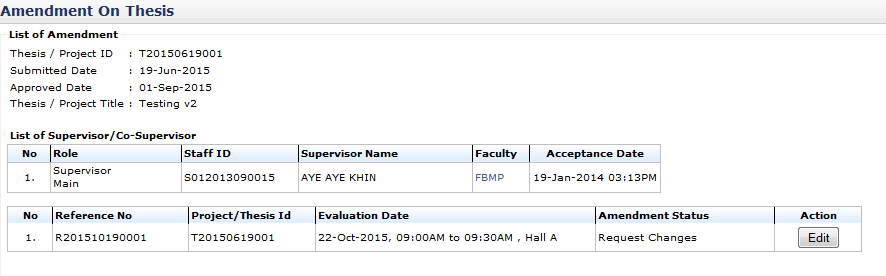 Amendment On Thesis
List of Amendment
Thesis / Project ID : T20150619001
Submitted Date : 19-Jun-2015
Approved Date : 01-Sep-2015
Thesis / Project Title : Testing v2
List of Supervisor/Co-Supervisor
No Role Staff ID Supervisor Name Faculty Acceptance Date
1. Supervisor Main S012013090015 AYE AYE KHIN FBMP 19-Jan-2014 03:13PM
No Reference No Project/Thesis Id Evaluation Date Amendment Status Action
1. R201510190001 T20150619001 22-Oct-2015, 09:00AM to 09:30AM , Hall A Request Changes Edit